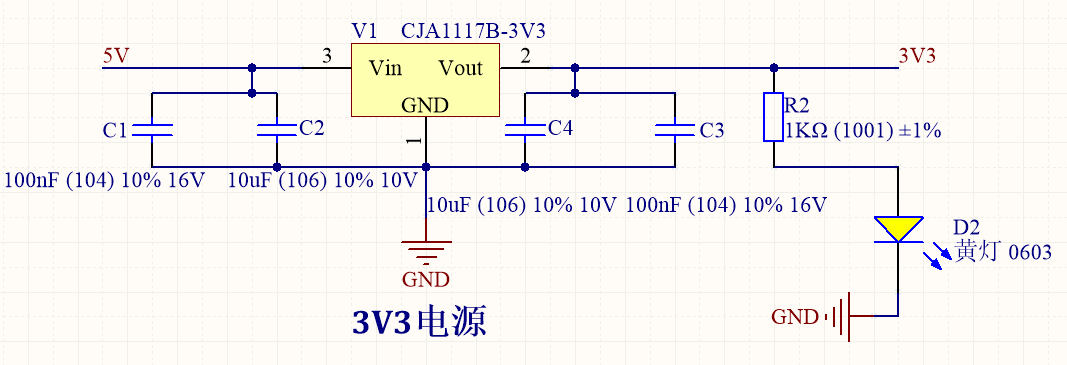 V1 CJA1117B-3V3
5V
3
2
3V3
Vin Vout
GND
1
C1
C2
C4
C3
R2
1KΩ (1001) ±1%
100nF (104) 10% 16V
10uF (106) 10% 10V
10uF (106) 10% 10V
100nF (104) 10% 16V
D2
黄灯 0603
GND
GND
3V3电源